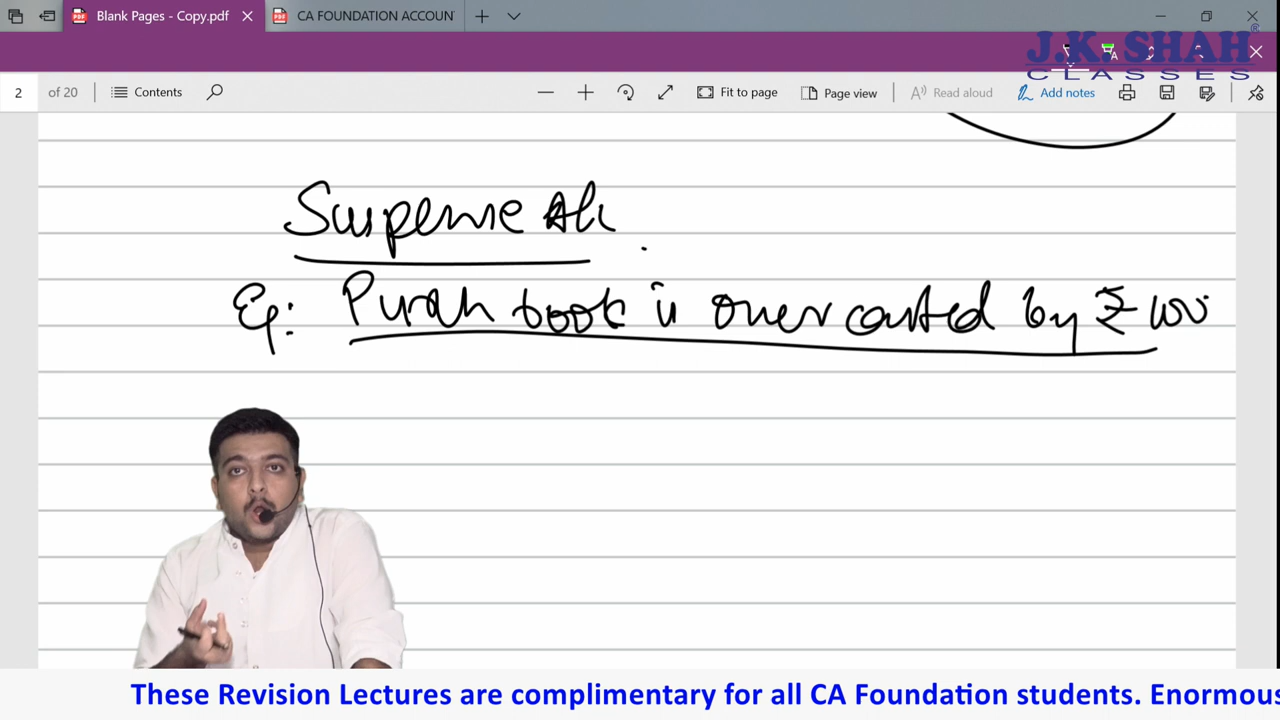 Blank Pages - Copy.pdf
CA FOUNDATION ACCOUN
J.K. SHAH®
CLASSES
2 of 20 Contents Fit to page Page view Read aloud Add notes
Suspense A/c
Eg: Purch book is overcasted by ₹ 100
These Revision Lectures are complimentary for all CA Foundation students. Enormous